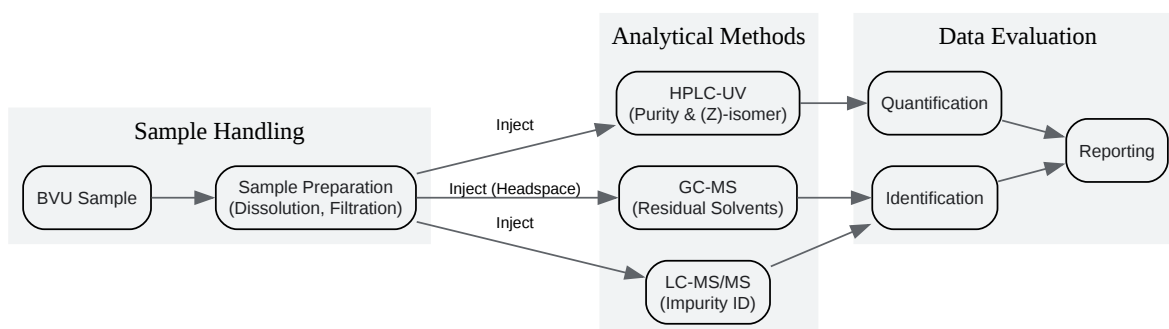 Analytical Methods
Data Evaluation
HPLC-UV
(Purity & (Z)-isomer)
Quantification
Sample Handling
Inject
Reporting
BVU Sample
Sample Preparation
(Dissolution, Filtration)
Inject (Headspace)
GC-MS
(Residual Solvents)
Identification
Inject
LC-MS/MS
(Impurity ID)